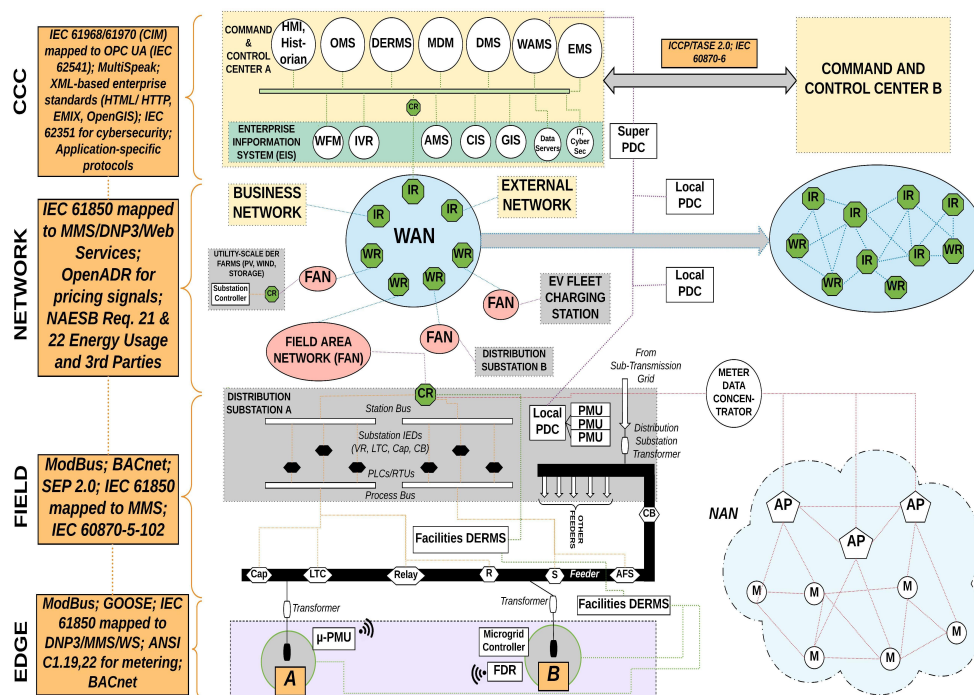 CCC
IEC 61968/61970 (CIM)
mapped to OPC UA (IEC
62541); MultiSpeak;
XML-based enterprise
standards (HTML/ HTTP,
EMIX, OpenGIS); IEC
62351 for cybersecurity;
Application-specific
protocols
COMMAND
&
CONTROL
CENTER A
HMI,
Hist-
orian
OMS
DERMS
MDM
DMS
WAMS
EMS
CR
ENTERPRISE
INFPORMATION
SYSTEM (EIS)
WFM
IVR
AMS
CIS
GIS
Data
Servers
IT,
Cyber
Sec
ICCP/TASE 2.0; IEC
60870-6
COMMAND AND
CONTROL CENTER B
Super
PDC
Local
PDC
Local
PDC
NETWORK
IEC 61850 mapped
to MMS/DNP3/Web
Services;
OpenADR for
pricing signals;
NAESB Req. 21 &
22 Energy Usage
and 3rd Parties
BUSINESS
NETWORK
EXTERNAL
NETWORK
IR
IR
IR
WAN
WR
WR
WR
WR
UTILITY-SCALE DER
FARMS (PV, WIND,
STORAGE)
Substation
Controller
CR
FAN
FAN
EV FLEET
CHARGING
STATION
FAN
DISTRIBUTION
SUBSTATION B
FIELD AREA
NETWORK (FAN)
IR
IR
IR
IR
WR
IR
IR
WR
WR
WR
FIELD
ModBus; BACnet;
SEP 2.0; IEC 61850
mapped to MMS;
IEC 60870-5-102
DISTRIBUTION
SUBSTATION A
CR
Station Bus
Substation IEDs
(VR, LTC, Cap, CB)
PLCs/RTUs
Process Bus
Local
PDC
PMU
PMU
PMU
From
Sub-Transmission
Grid
Distribution
Substation
Transformer
METER
DATA
CONCEN-
TRATOR
OTHER
FEEDERS
CB
Facilities DERMS
Cap
LTC
Relay
R
S
Feeder
AFS
NAN
AP
AP
AP
M
M
M
M
M
M
M
EDGE
ModBus; GOOSE; IEC
61850 mapped to
DNP3/MMS/WS; ANSI
C1.19,22 for metering;
BACnet
Transformer
Transformer
Facilities DERMS
µ-PMU
A
Microgrid
Controller
FDR
B